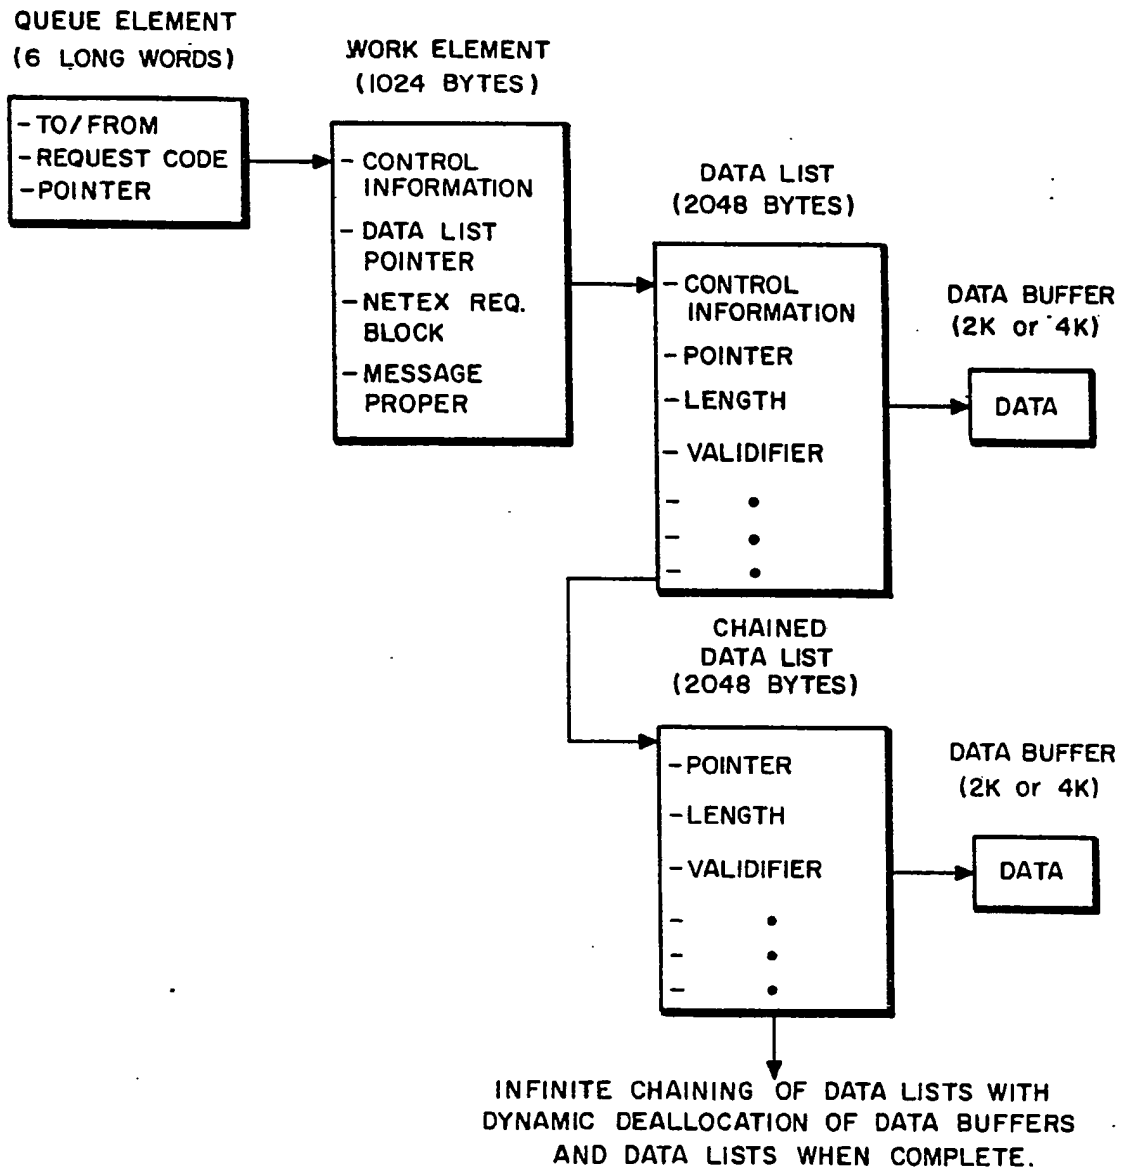 QUEUE ELEMENT
(6 LONG WORDS)
- TO/FROM
- REQUEST CODE
- POINTER
WORK ELEMENT
(1024 BYTES)
- CONTROL
INFORMATION
- DATA LIST
POINTER
- NETEX REQ.
BLOCK
- MESSAGE
PROPER
DATA LIST
(2048 BYTES)
- CONTROL
INFORMATION
- POINTER
- LENGTH
- VALIDIFIER
- •
- •
- •
DATA BUFFER
(2K or 4K)
DATA
CHAINED
DATA LIST
(2048 BYTES)
- POINTER
- LENGTH
- VALIDIFIER
- •
- •
- •
DATA BUFFER
(2K or 4K)
DATA
INFINITE CHAINING OF DATA LISTS WITH
DYNAMIC DEALLOCATION OF DATA BUFFERS
AND DATA LISTS WHEN COMPLETE.